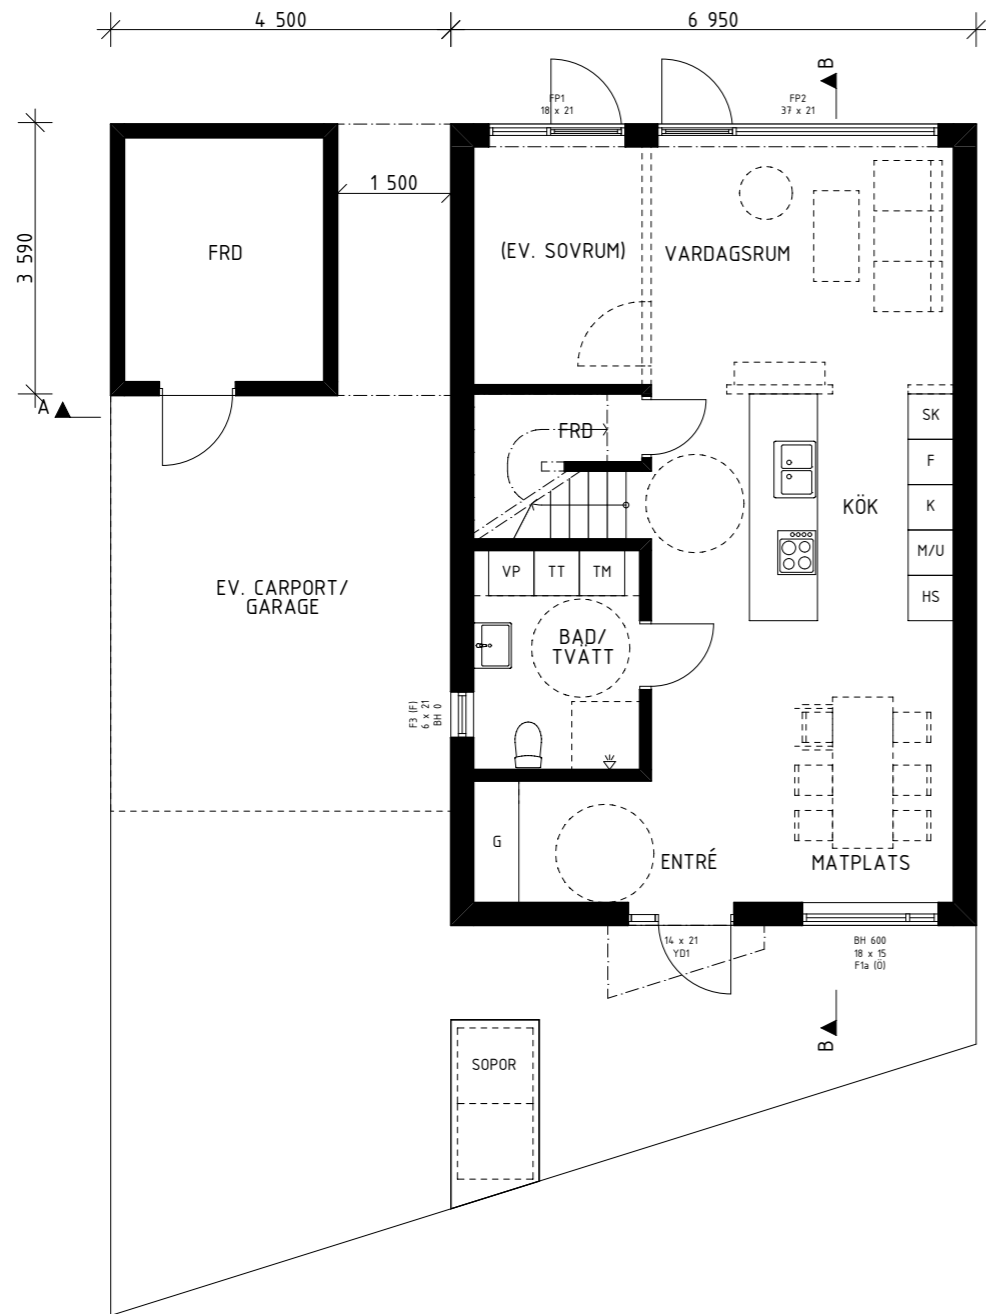 4 500
6 950
B
FP1
18 x 21
FP2
37 x 21
1 500
3 590
FRD
(EV. SOVRUM)
VARDAGSRUM
A
FRD
SK
F
K
M/U
HS
KÖK
EV. CARPORT/
GARAGE
VP
TT
TM
BAD/
TVÄTT
F3 (F)
6 x 21
BH 0
G
ENTRÉ
MATPLATS
14 x 21
YD1
BH 600
18 x 15
F1a (Ö)
B
SOPOR